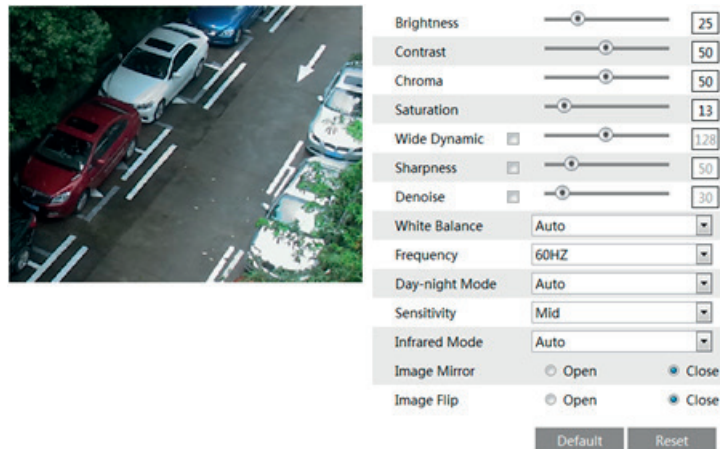 Brightness 25
Contrast 50
Chroma 50
Saturation 13
Wide Dynamic 128
Sharpness 50
Denoise 30
White Balance Auto
Frequency 60HZ
Day-night Mode Auto
Sensitivity Mid
Infrared Mode Auto
Image Mirror Open Close
Image Flip Open Close
Default Reset